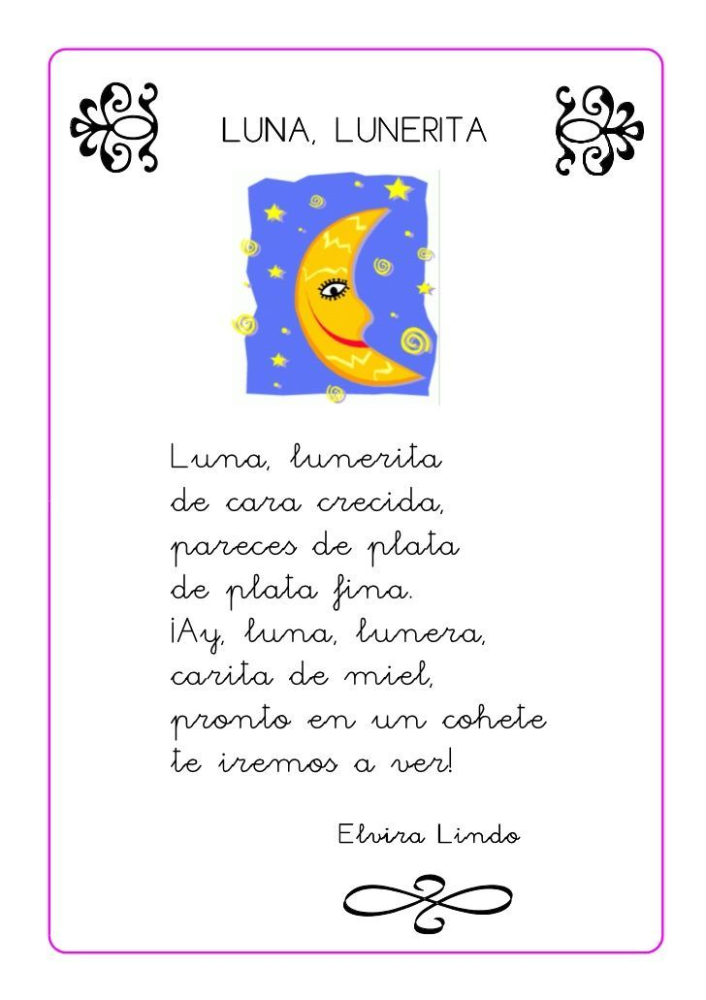 LUNA, LUNERITA
Luna, lunerita
de cara crecida,
pareces de plata
de plata fina.
¡Ay, luna, lunera,
carita de miel,
pronto en un cohete
te iremos a ver!
Elvira Lindo